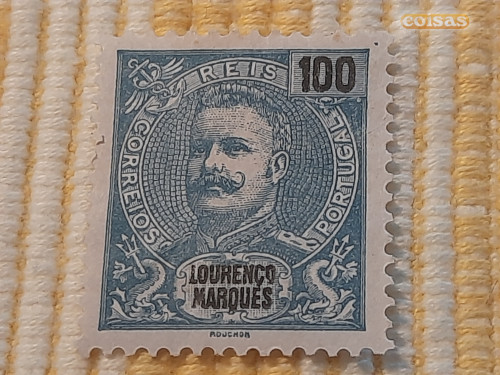 coisas
REIS
100
CORREIOS
PORTUGAL
LOURENÇO
MARQUES
MOUCHON